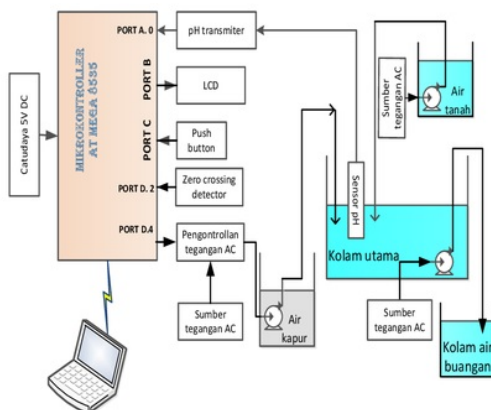 Catudaya 5V DC
MIKROKONTROLLER
AT MEGA 8535
PORT A. 0
PORT B
PORT C
PORT D. 2
PORT D.4
pH transmiter
LCD
Push
button
Zero crossing
detector
Pengontrollan
tegangan AC
Sumber
tegangan AC
Air
kapur
Sensor pH
Kolam utama
Sumber
tegangan AC
Sumber
tegangan AC
Air
tanah
Kolam air
buangan